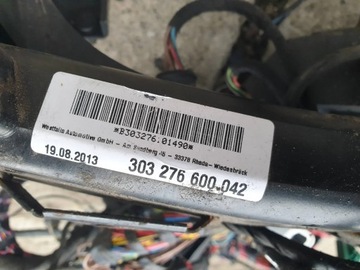 *B303276.01490*
Westfalia Automotive GmbH - Am Sandberg 45 - 33378 Rheda-Wiedenbrück
19.08.2013 303 276 600-042